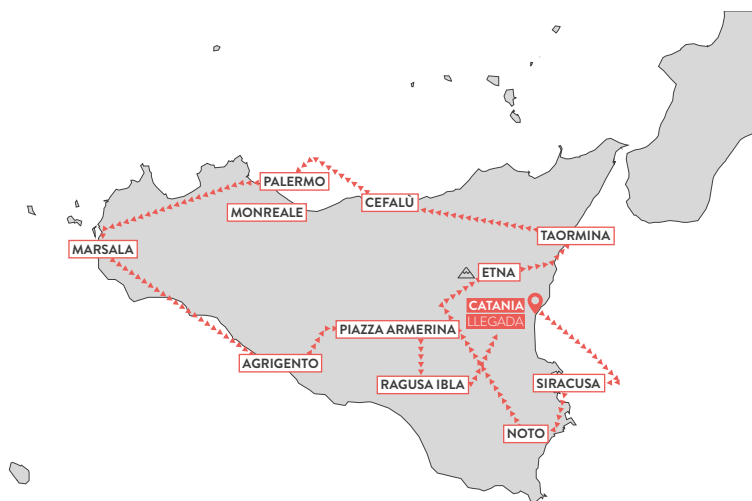 PALERMO
CEFALÙ
MONREALE
TAORMINA
MARSALA
ETNA
CATANIA
LLEGADA
PIAZZA ARMERINA
AGRIGENTO
RAGUSA IBLA
SIRACUSA
NOTO